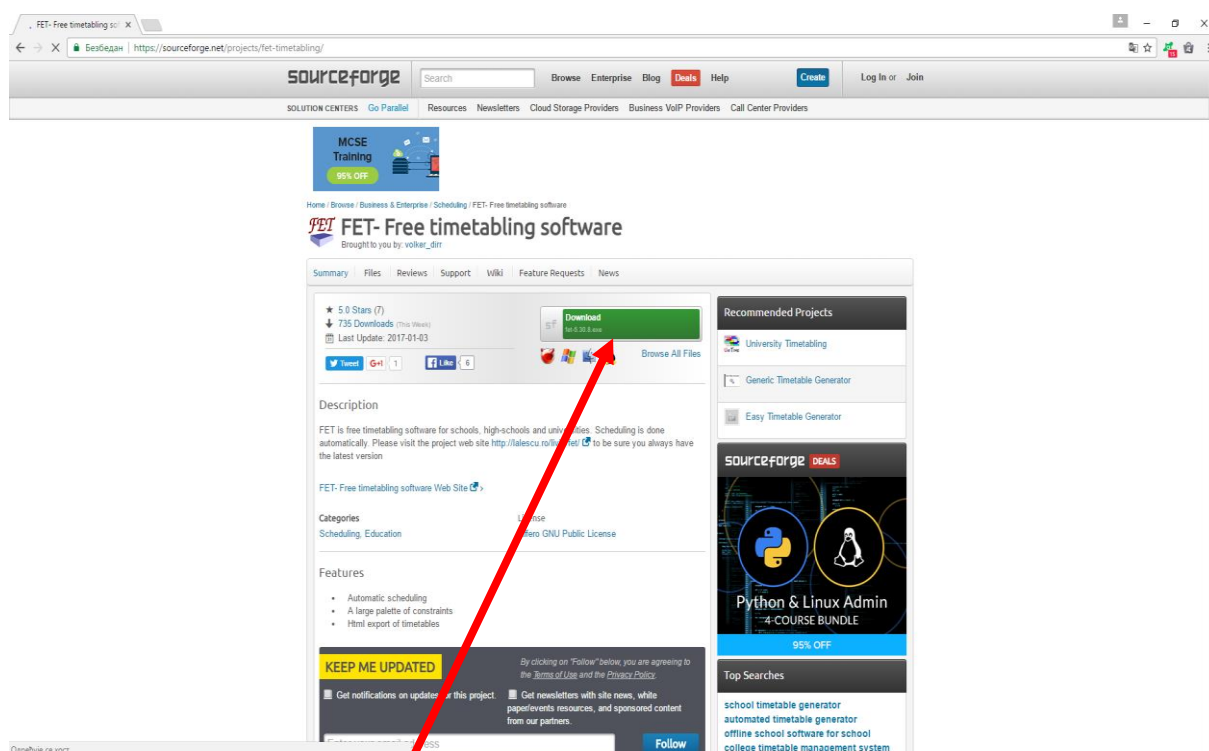 FET- Free timetabling so
Безбедан https://sourceforge.net/projects/fet-timetabling/
sourceforge Search Browse Enterprise Blog Deals Help Create Log In or Join
SOLUTION CENTERS Go Parallel Resources Newsletters Cloud Storage Providers Business VoIP Providers Call Center Providers
MCSE
Training
95% OFF
Home / Browse / Business & Enterprise / Scheduling / FET- Free timetabling software
FET FET- Free timetabling software
Brought to you by: volker_dirr
Summary Files Reviews Support Wiki Feature Requests News
5.0 Stars (7)
735 Downloads (This Week)
Last Update: 2017-01-03
Tweet G+1 1 Like 6
Download
Browse All Files
Description
FET is free timetabling software for schools, high-schools and universities. Scheduling is done
automatically. Please visit the project web site http://lalescu.ro/liviu/fet/ to be sure you always have
the latest version
FET- Free timetabling software Web Site ›
Categories
Scheduling, Education
License
Affero GNU Public License
Features
• Automatic scheduling
• A large palette of constraints
• Html export of timetables
KEEP ME UPDATED
By clicking on "Follow" below, you are agreeing to
the Terms of Use and the Privacy Policy.
Get notifications on updates for this project.
Get newsletters with site news, white
paper/events resources, and sponsored content
from our partners.
Enter your email address
Follow
Recommended Projects
University Timetabling
Generic Timetable Generator
Easy Timetable Generator
sourceforge DEALS
Python & Linux Admin
4-COURSE BUNDLE
95% OFF
Top Searches
school timetable generator
automated timetable generator
offline school software for school
college timetable management system